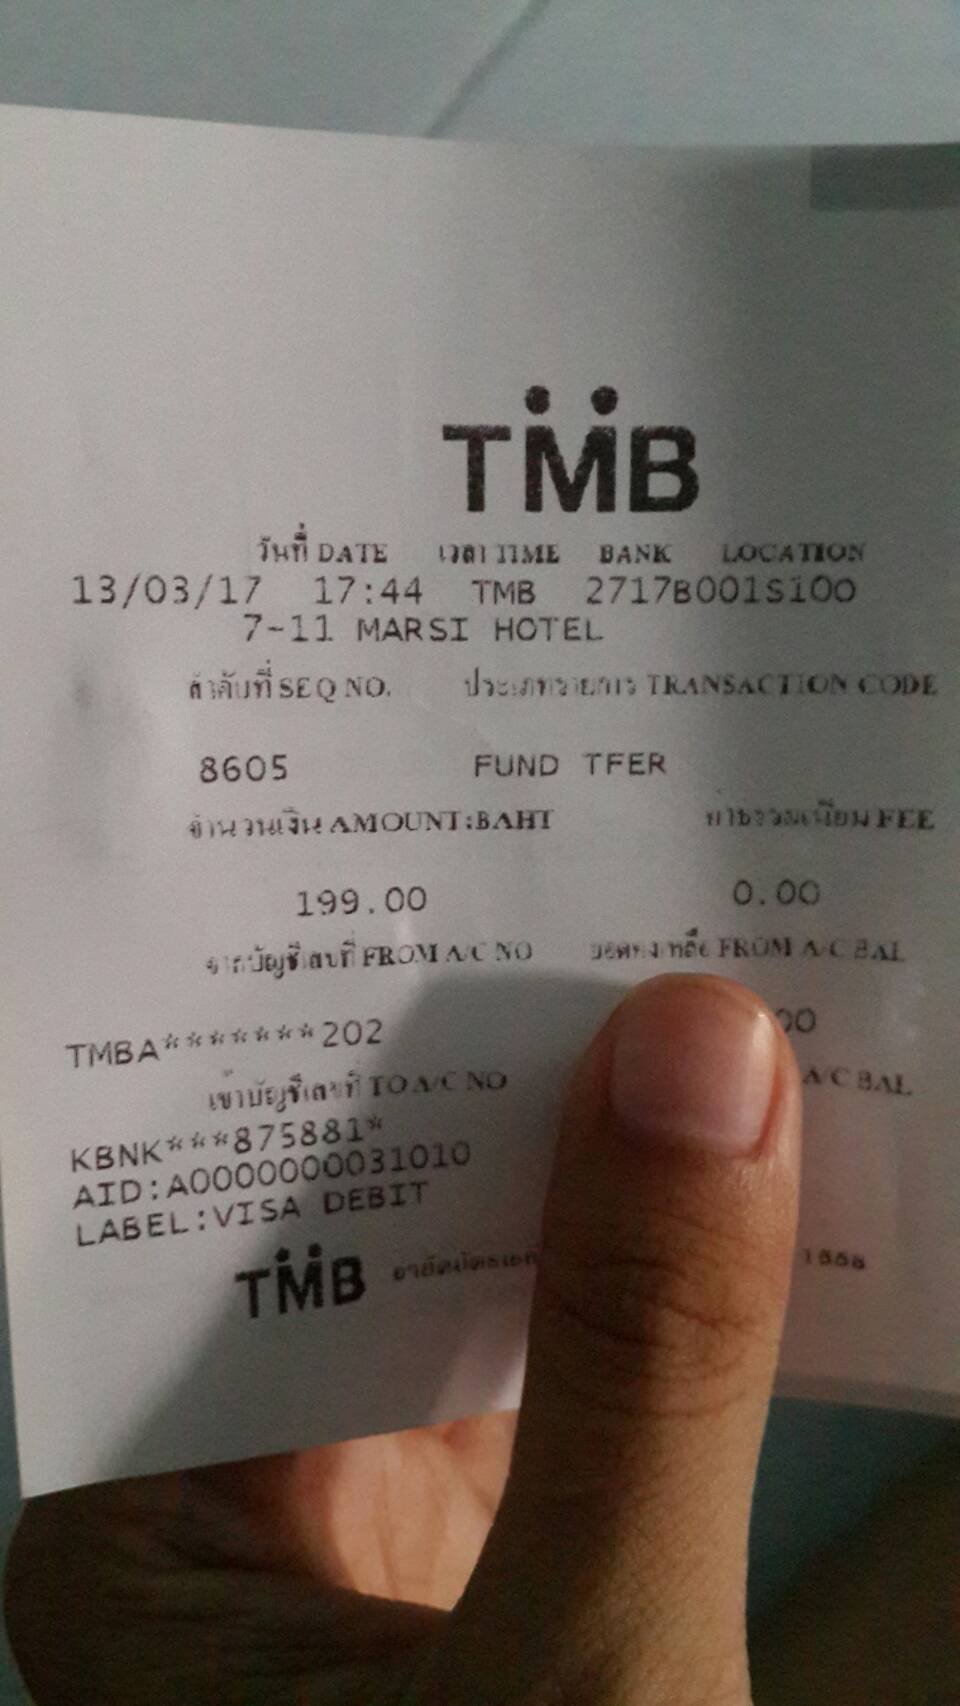 TMB
วันที่ DATE เวลา TIME BANK LOCATION
13/03/17 17:44 TMB 2717B001S100
7-11 MARSI HOTEL
ลำดับที่ SEQ NO. ประเภทรายการ TRANSACTION CODE
8605 FUND TFER
จำนวนเงิน AMOUNT:BAHT ค่าธรรมเนียม FEE
199.00 0.00
จากบัญชีเลขที่ FROM A/C NO ยอดคงเหลือ FROM A/C BAL
00
TMBA*******202
เข้าบัญชีเลขที่ TO A/C NO A/C BAL
KBNK***875881*
AID:A0000000031010
LABEL:VISA DEBIT
TMB 1558